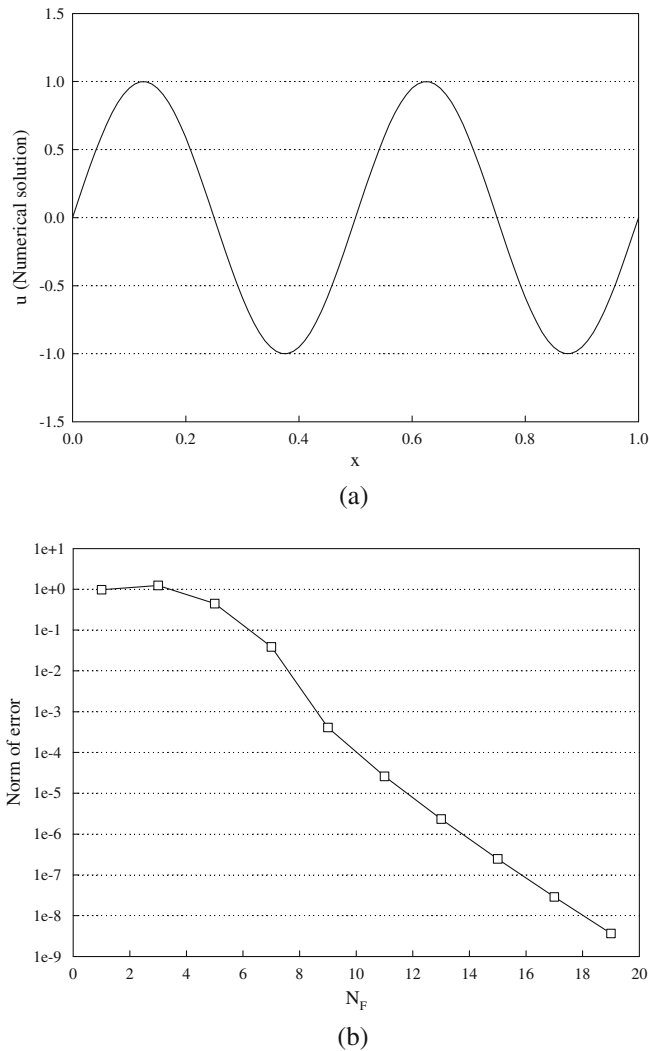 1.5
1.0
0.5
0.0
-0.5
-1.0
-1.5
u (Numerical solution)
0.0 0.2 0.4 0.6 0.8 1.0
x
(a)
1e+1
1e+0
1e-1
1e-2
1e-3
1e-4
1e-5
1e-6
1e-7
1e-8
1e-9
Norm of error
0 2 4 6 8 10 12 14 16 18 20
N_F
(b)